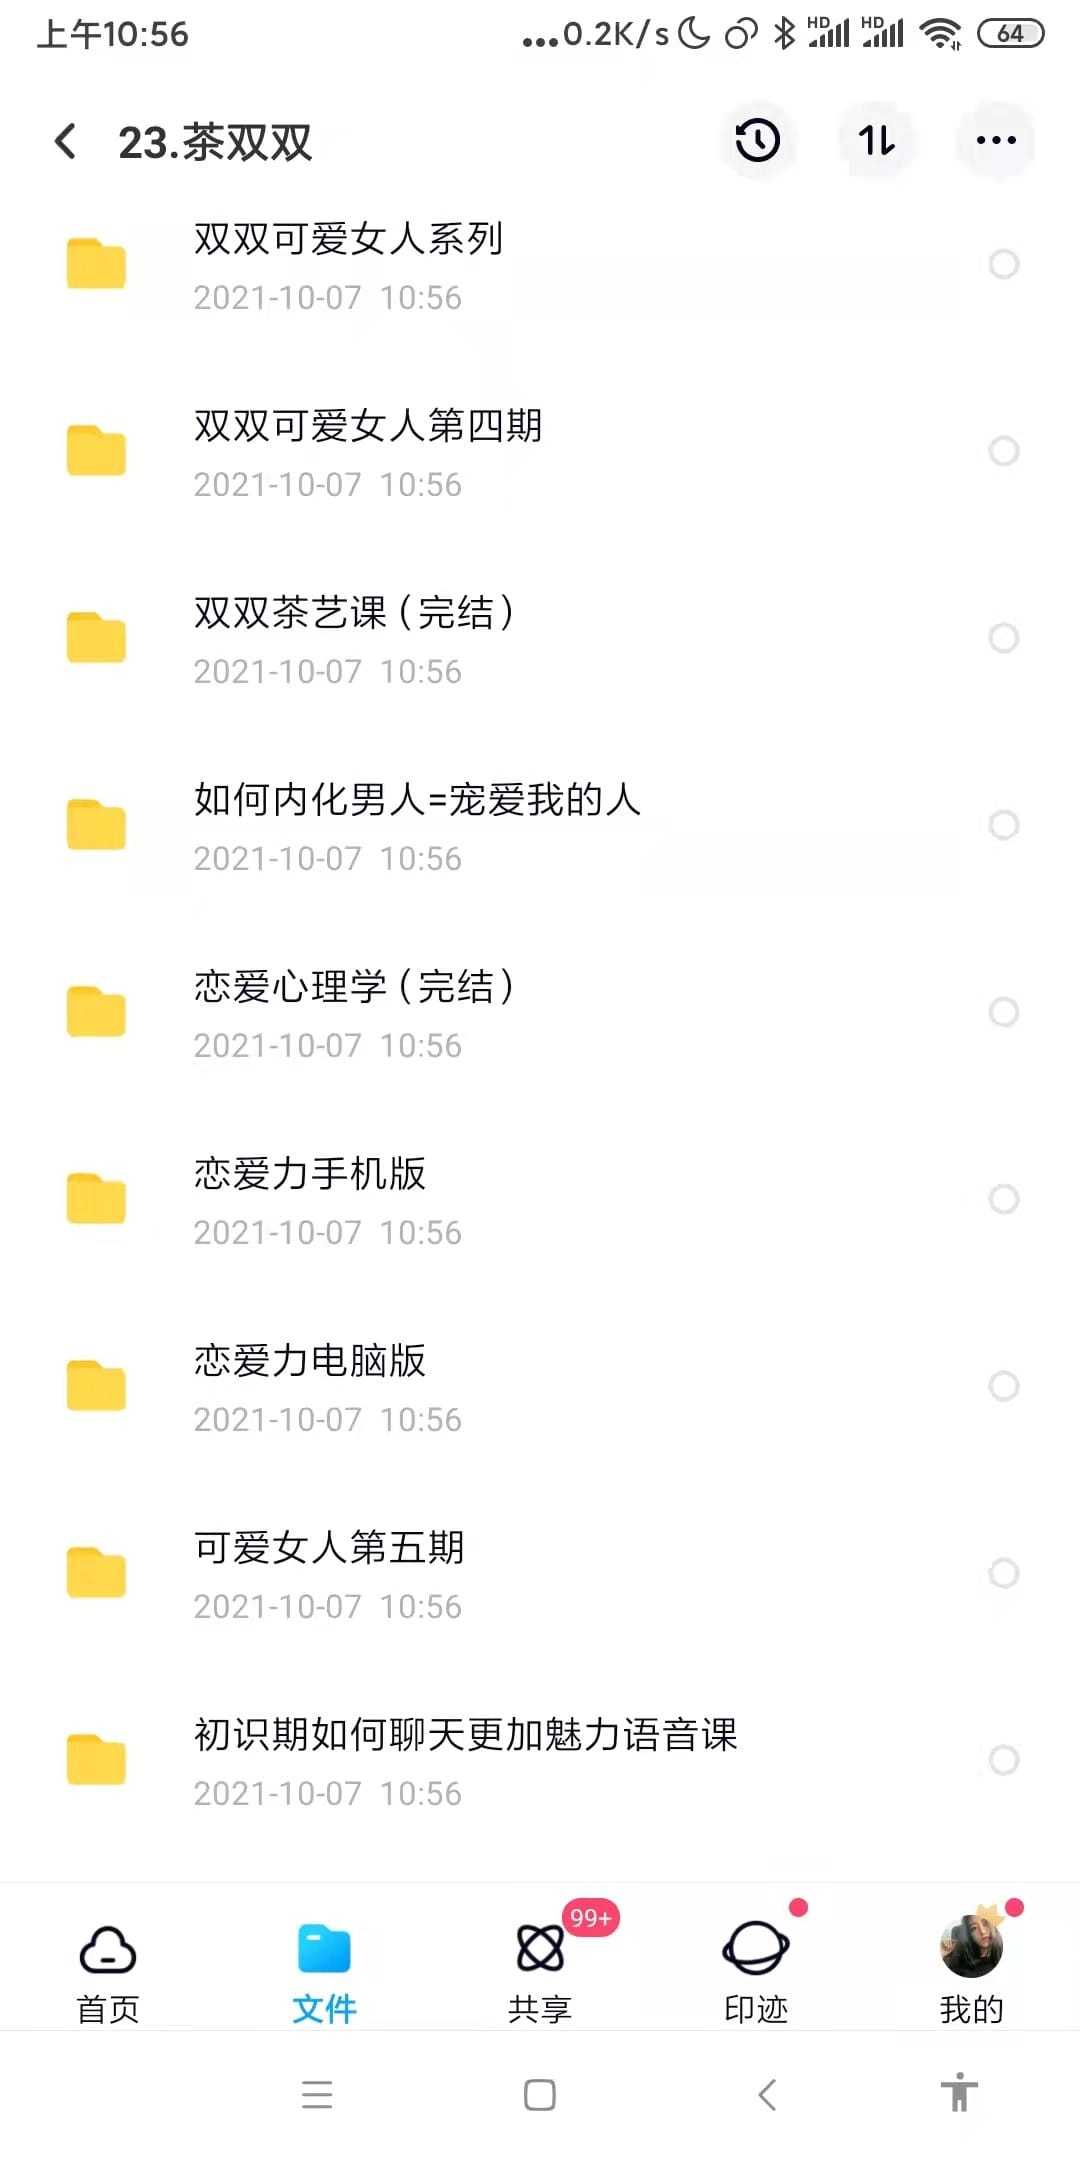 上午10:56
...0.2K/s HD HD 64
23.茶双双
双双可爱女人系列
2021-10-07 10:56
双双可爱女人第四期
2021-10-07 10:56
双双茶艺课（完结）
2021-10-07 10:56
如何内化男人=宠爱我的人
2021-10-07 10:56
恋爱心理学（完结）
2021-10-07 10:56
恋爱力手机版
2021-10-07 10:56
恋爱力电脑版
2021-10-07 10:56
可爱女人第五期
2021-10-07 10:56
初识期如何聊天更加魅力语音课
2021-10-07 10:56
99+
首页 文件 共享 印迹 我的